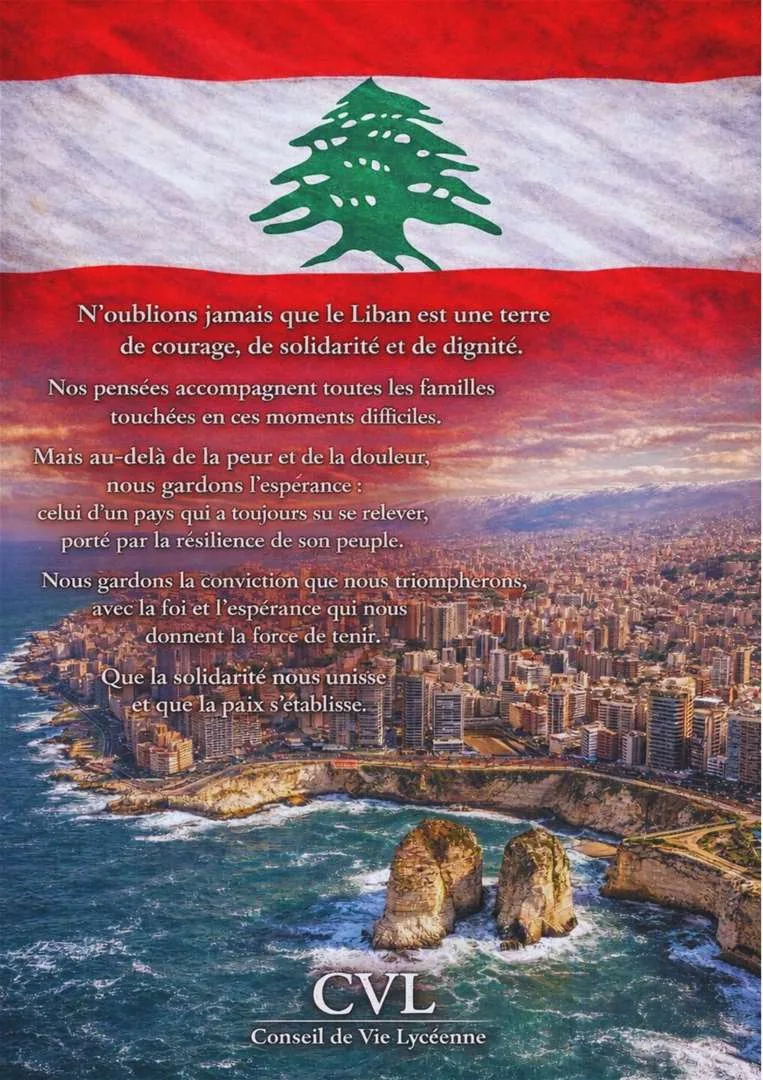 N'oublions jamais que le Liban est une terre
de courage, de solidarité et de dignité.
Nos pensées accompagnent toutes les familles
touchées en ces moments difficiles.
Mais au-delà de la peur et de la douleur,
nous gardons l'espérance :
celui d'un pays qui a toujours su se relever,
porté par la résilience de son peuple.
Nous gardons la conviction que nous triompherons,
avec la foi et l'espérance qui nous
donnent la force de tenir.
Que la solidarité nous unisse
et que la paix s'établisse.
CVL
Conseil de Vie Lycéenne